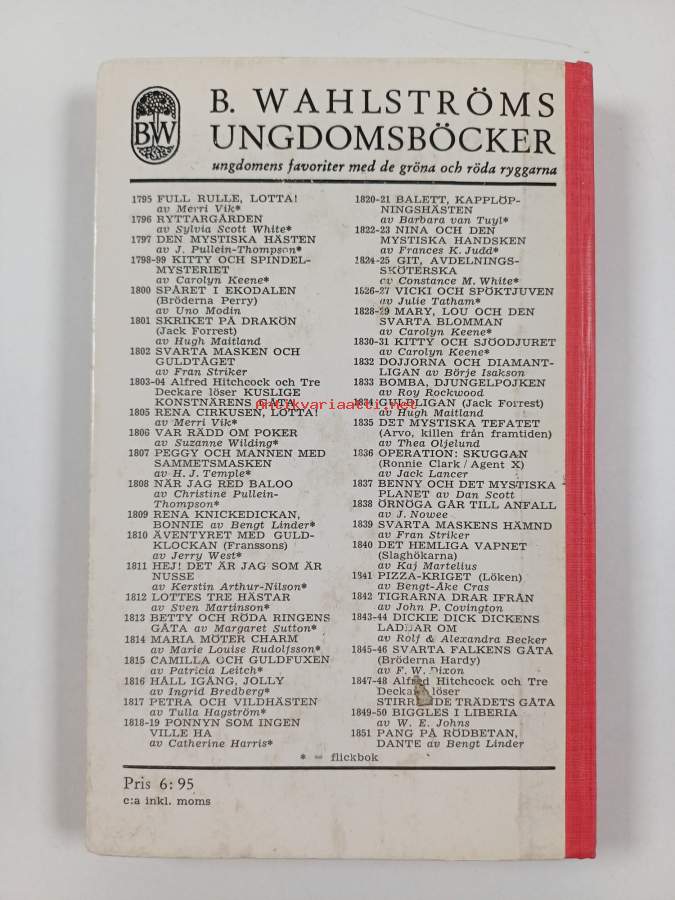 BW
B. WAHLSTRÖMS
UNGDOMSBÖCKER
ungdomens favoriter med de gröna och röda ryggarna
1795 FULL RULLE, LOTTA!
av Merri Vik*
1796 RYTTARGÅRDEN
av Sylvia Scott White*
1797 DEN MYSTISKA HÄSTEN
av J. Pullein-Thompson*
1798-99 KITTY OCH SPINDEL-
MYSTERIET
av Carolyn Keene*
1800 SPÅRET I EKODALEN
(Bröderna Perry)
av Uno Modin
1801 SKRIKET PÅ DRAKÖN
(Jack Forrest)
av Hugh Maitland
1802 SVARTA MASKEN OCH
GULDTÅGET
av Fran Striker
1803-04 Alfred Hitchcock och Tre
Deckare löser KUSLIGE
KONSTNÄRENS GÅTA
1805 RENA CIRKUSEN, LOTTA!
av Merri Vik*
1806 VAR RÄDD OM POKER
av Suzanne Wilding*
1807 PEGGY OCH MANNEN MED
SAMMETSMASKEN
av H. J. Temple*
1808 NÄR JAG RED BALOO
av Christine Pullein-
Thompson*
1809 RENA KNICKEDICKAN,
BONNIE av Bengt Linder*
1810 ÄVENTYRET MED GULD-
KLOCKAN (Franssons)
av Jerry West*
1811 HEJ! DET ÄR JAG SOM ÄR
NUSSE
av Kerstin Arthur-Nilson*
1812 LOTTES TRE HÄSTAR
av Sven Martinson*
1813 BETTY OCH RÖDA RINGENS
GÅTA av Margaret Sutton*
1814 MARIA MÖTER CHARM
av Marie Louise Rudolfsson*
1815 CAMILLA OCH GULDFUXEN
av Patricia Leitch*
1816 HÅLL IGÅNG, JOLLY
av Ingrid Bredberg*
1817 PETRA OCH VILDHÄSTEN
av Tulla Hagström*
1818-19 PONNYN SOM INGEN
VILLE HA
av Catherine Harris*
1820-21 BALETT, KAPPLÖP-
NINGSHÄSTEN
av Barbara van Tuyl*
1822-23 NINA OCH DEN
MYSTISKA HANDSKEN
av Frances K. Judd*
1824-25 GIT, AVDELNINGS-
SKÖTERSKA
av Constance M. White*
1826-27 VICKI OCH SPÖKTJUVEN
av Julie Tatham*
1828-29 MARY, LOU OCH DEN
SVARTA BLOMMAN
av Carolyn Keene*
1830-31 KITTY OCH SJÖODJURET
av Carolyn Keene*
1832 DOJJORNA OCH DIAMANT-
LIGAN av Börje Isakson
1833 BOMBA, DJUNGELPOJKEN
av Roy Rockwood
1834 GULDLIGAN (Jack Forrest)
av Hugh Maitland
1835 DET MYSTISKA TEFATET
(Arvo, killen från framtiden)
av Thea Oljelund
1836 OPERATION: SKUGGAN
(Ronnie Clark / Agent X)
av Jack Lancer
1837 BENNY OCH DET MYSTISKA
PLANET av Dan Scott
1838 ÖRNÖGA GÅR TILL ANFALL
av J. Nowee
1839 SVARTA MASKENS HÄMND
av Fran Striker
1840 DET HEMLIGA VAPNET
(Slaghökarna)
av Kaj Martelius
1941 PIZZA-KRIGET (Löken)
av Bengt-Åke Cras
1842 TIGRARNA DRAR IFRÅN
av John P. Covington
1843-44 DICKIE DICK DICKENS
LADDAR OM
av Rolf & Alexandra Becker
1845-46 SVARTA FALKENS GÅTA
(Bröderna Hardy)
av F. W. Dixon
1847-48 Alfred Hitchcock och Tre
Deckare löser
TRÄDETS GÅTA
1849-50 BIGGLES I LIBERIA
av W. E. Johns
1851 PANG PÅ RÖDBETAN,
DANTE av Bengt Linder
* = flickbok
Pris 6:95
c:a inkl. moms
Antikvariaatti.net